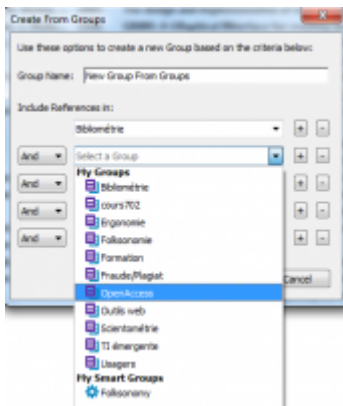 Create From Groups
Use these options to create a new Group based on the criteria below:
Group Name: New Group From Groups
Include References in:
Bibliométrie
And Select a Group
And
And
And
My Groups
Bibliométrie
cours702
Ergonomie
Folksonomie
Formation
Fraude/Plagiat
OpenAccess
Outils web
Scientométrie
TI émergente
Usagers
My Smart Groups
Folksonomy
Cancel